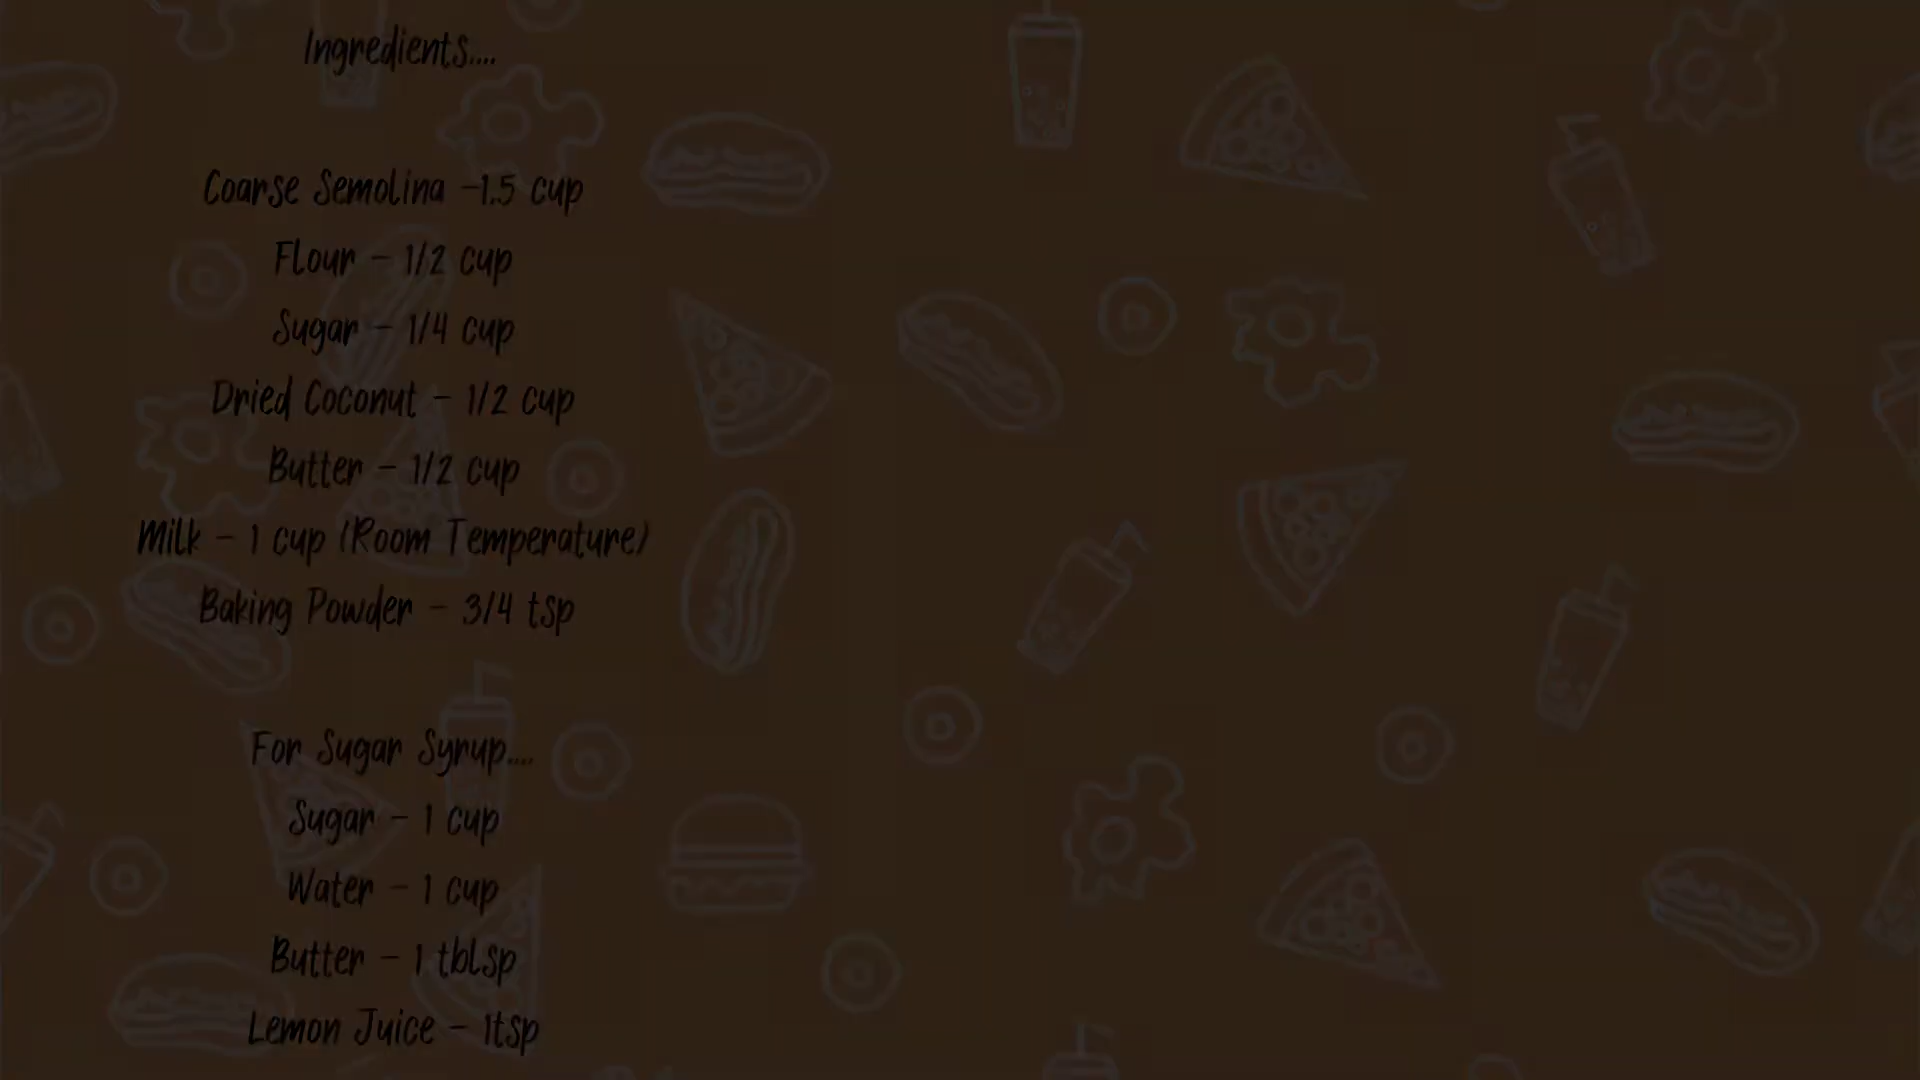 Ingredients....
Coarse Semolina -1.5 cup
Flour - 1/2 cup
Sugar - 1/4 cup
Dried Coconut - 1/2 cup
Butter - 1/2 cup
Milk - 1 cup (Room Temperature)
Baking Powder - 3/4 tsp
For Sugar Syrup....
Sugar - 1 cup
Water - 1 cup
Butter - 1 tblsp
Lemon Juice - 1tsp